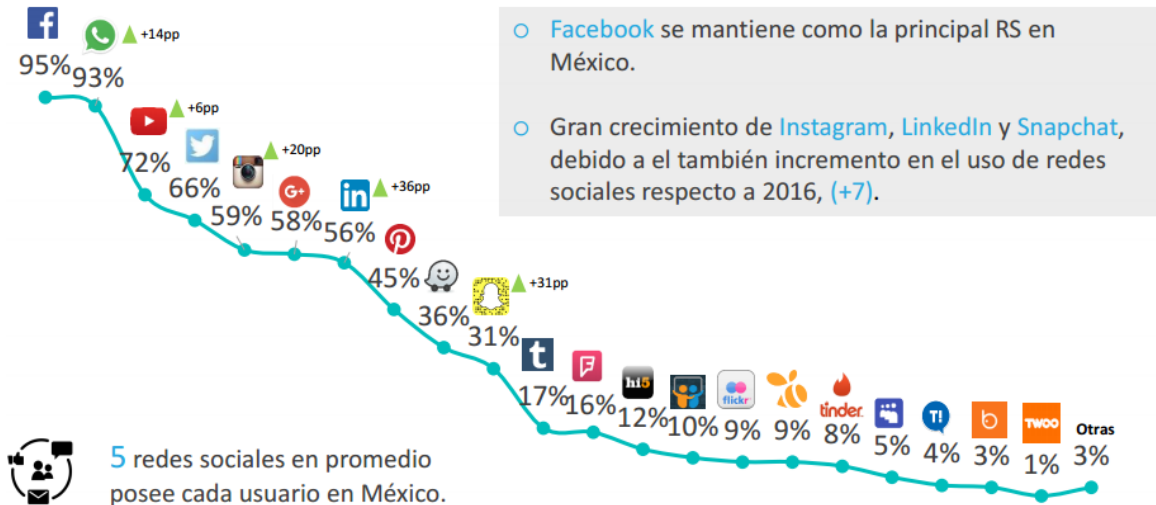 Facebook se mantiene como la principal RS en
México.
Gran crecimiento de Instagram, LinkedIn y Snapchat,
debido a el también incremento en el uso de redes
sociales respecto a 2016, (+7).
+14pp
95%
93%
+6pp
72%
66%
+20pp
59%
G+
58%
in
+36pp
56%
45%
36%
+31pp
31%
t
17%
16%
hi5
12%
10%
flickr
9%
9%
tinder
8%
5%
T!
4%
b
3%
TWOO
1%
Otras
3%
5 redes sociales en promedio
posee cada usuario en México.